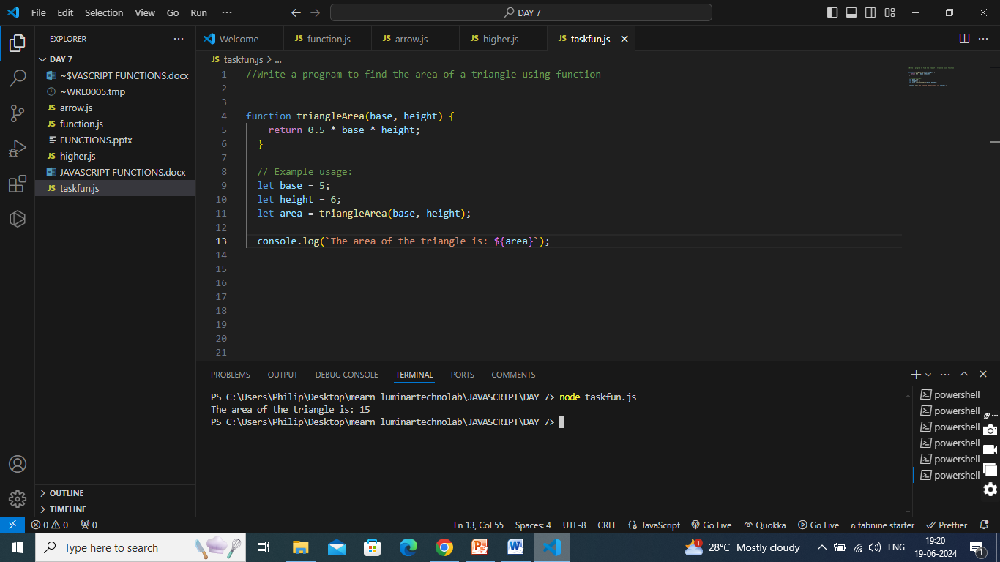 File Edit Selection View Go Run ··· DAY 7
EXPLORER ···
DAY 7
~$VASCRIPT FUNCTIONS.docx
~WRL0005.tmp
JS arrow.js
JS function.js
FUNCTIONS.pptx
JS higher.js
JAVASCRIPT FUNCTIONS.docx
JS taskfun.js
OUTLINE
TIMELINE
Welcome JS function.js JS arrow.js JS higher.js JS taskfun.js
JS taskfun.js > ...
1 //Write a program to find the area of a triangle using function
2
3
4 function triangleArea(base, height) {
5 return 0.5 * base * height;
6 }
7
8 // Example usage:
9 let base = 5;
10 let height = 6;
11 let area = triangleArea(base, height);
12
13 console.log(`The area of the triangle is: ${area}`);
14
15
16
17
18
19
20
21
PROBLEMS OUTPUT DEBUG CONSOLE TERMINAL PORTS COMMENTS
PS C:\Users\Philip\Desktop\mearn luminartechnolab\JAVASCRIPT\DAY 7> node taskfun.js
The area of the triangle is: 15
PS C:\Users\Philip\Desktop\mearn luminartechnolab\JAVASCRIPT\DAY 7>
powershell
powershell
powershell
powershell
powershell
powershell
0 0 0 Ln 13, Col 55 Spaces: 4 UTF-8 CRLF {} JavaScript Go Live Quokka Go Live tabnine starter Prettier
Type here to search 1 28°C Mostly cloudy ENG 19:20 1
19-06-2024